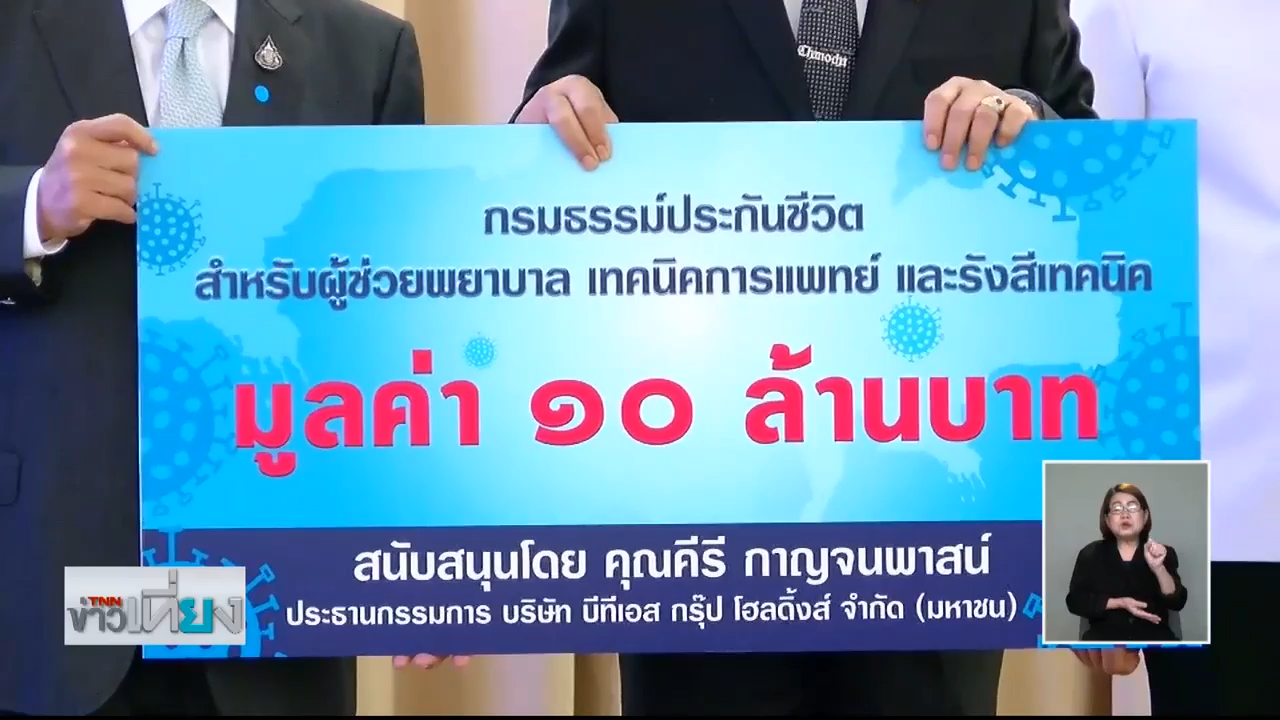 Chinocha
กรมธรรม์ประกันชีวิต
สำหรับผู้ช่วยพยาบาล เทคนิคการแพทย์ และรังสีเทคนิค
มูลค่า ๑๐ ล้านบาท
สนับสนุนโดย คุณคีรี กาญจนพาสน์
ประธานกรรมการ บริษัท บีทีเอส กรุ๊ป โฮลดิ้งส์ จำกัด (มหาชน)
TNN
ข่าวเที่ยง